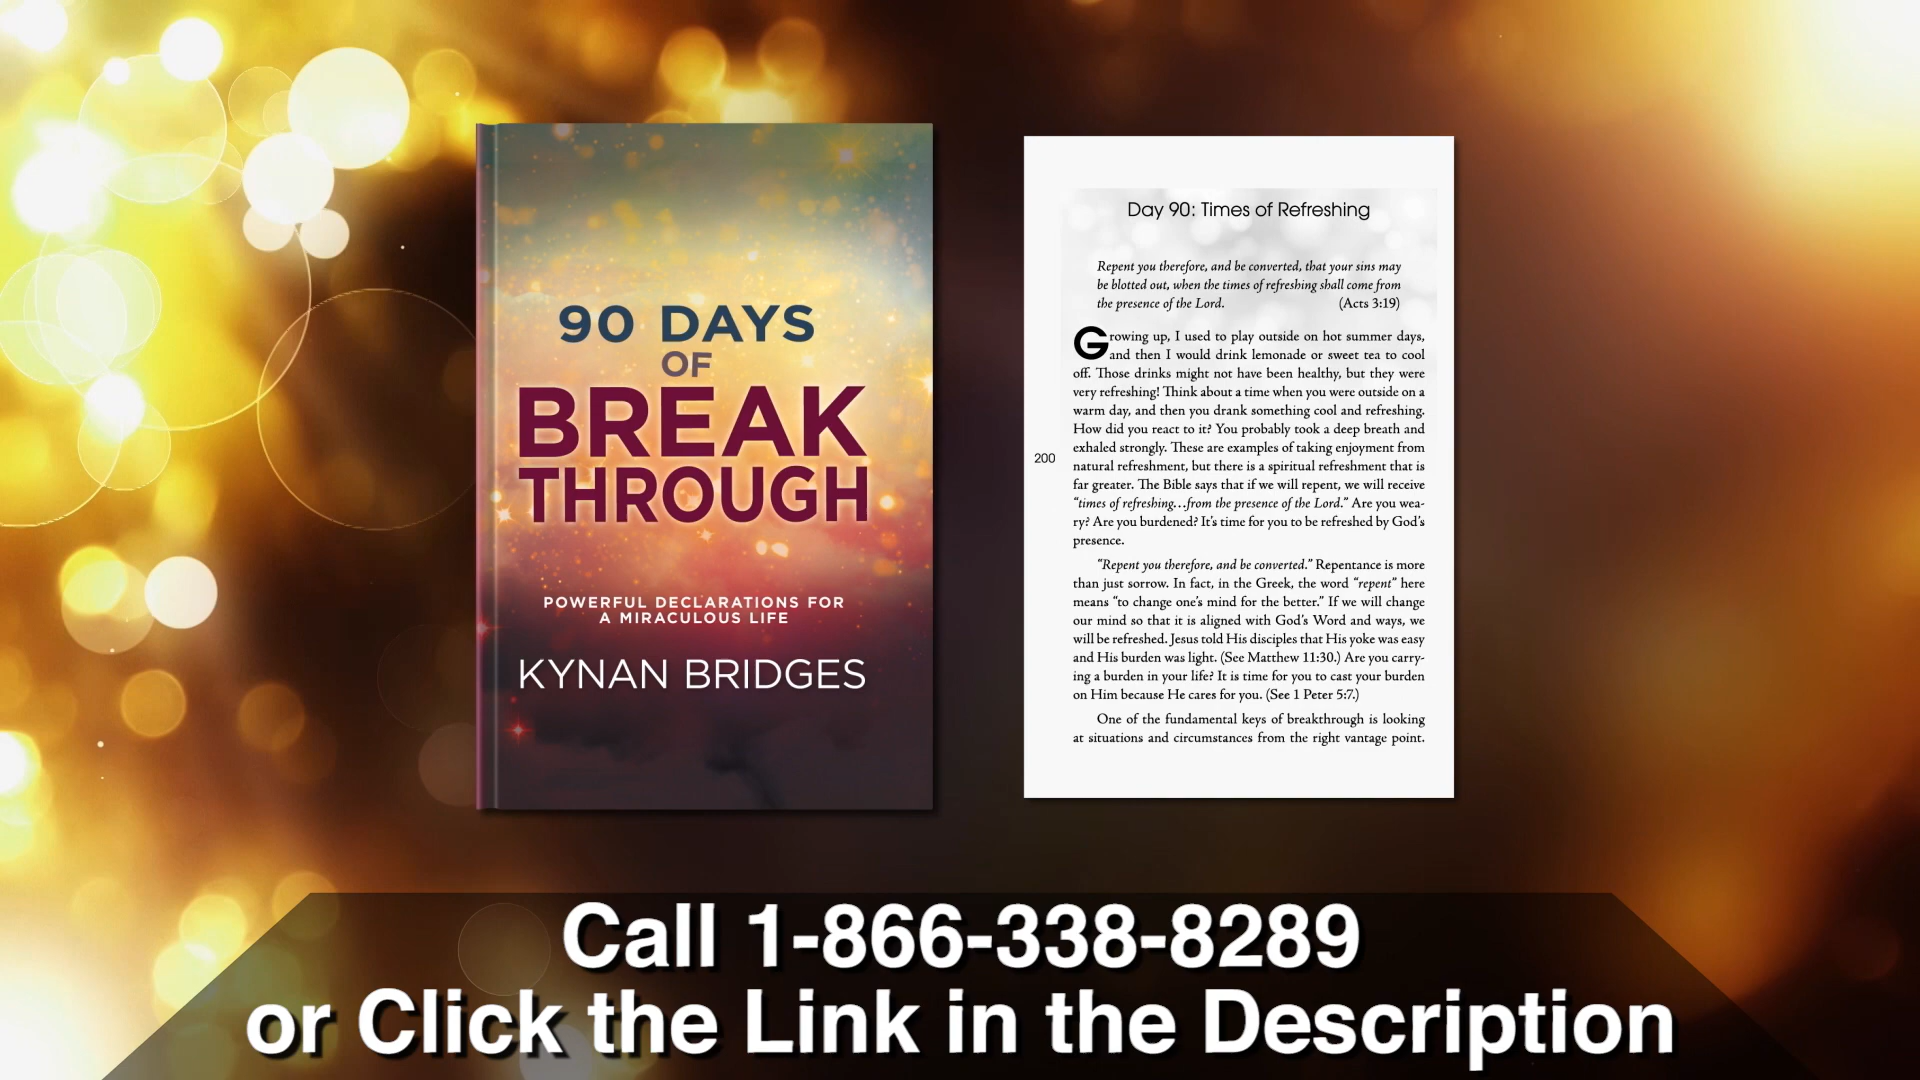 90 DAYS
OF
BREAK
THROUGH
POWERFUL DECLARATIONS FOR
A MIRACULOUS LIFE
KYNAN BRIDGES
Day 90: Times of Refreshing
Repent you therefore, and be converted, that your sins may
be blotted out, when the times of refreshing shall come from
the presence of the Lord. (Acts 3:19)
Growing up, I used to play outside on hot summer days,
and then I would drink lemonade or sweet tea to cool
off. Those drinks might not have been healthy, but they were
very refreshing! Think about a time when you were outside on a
warm day, and then you drank something cool and refreshing.
How did you react to it? You probably took a deep breath and
exhaled strongly. These are examples of taking enjoyment from
200
natural refreshment, but there is a spiritual refreshment that is
far greater. The Bible says that if we will repent, we will receive
“times of refreshing…from the presence of the Lord.” Are you wea-
ry? Are you burdened? It’s time for you to be refreshed by God’s
presence.
“Repent you therefore, and be converted.” Repentance is more
than just sorrow. In fact, in the Greek, the word “repent” here
means “to change one’s mind for the better.” If we will change
our mind so that it is aligned with God’s Word and ways, we
will be refreshed. Jesus told His disciples that His yoke was easy
and His burden was light. (See Matthew 11:30.) Are you carry-
ing a burden in your life? It is time for you to cast your burden
on Him because He cares for you. (See 1 Peter 5:7.)
One of the fundamental keys of breakthrough is looking
at situations and circumstances from the right vantage point.
Call 1-866-338-8289
or Click the Link in the Description